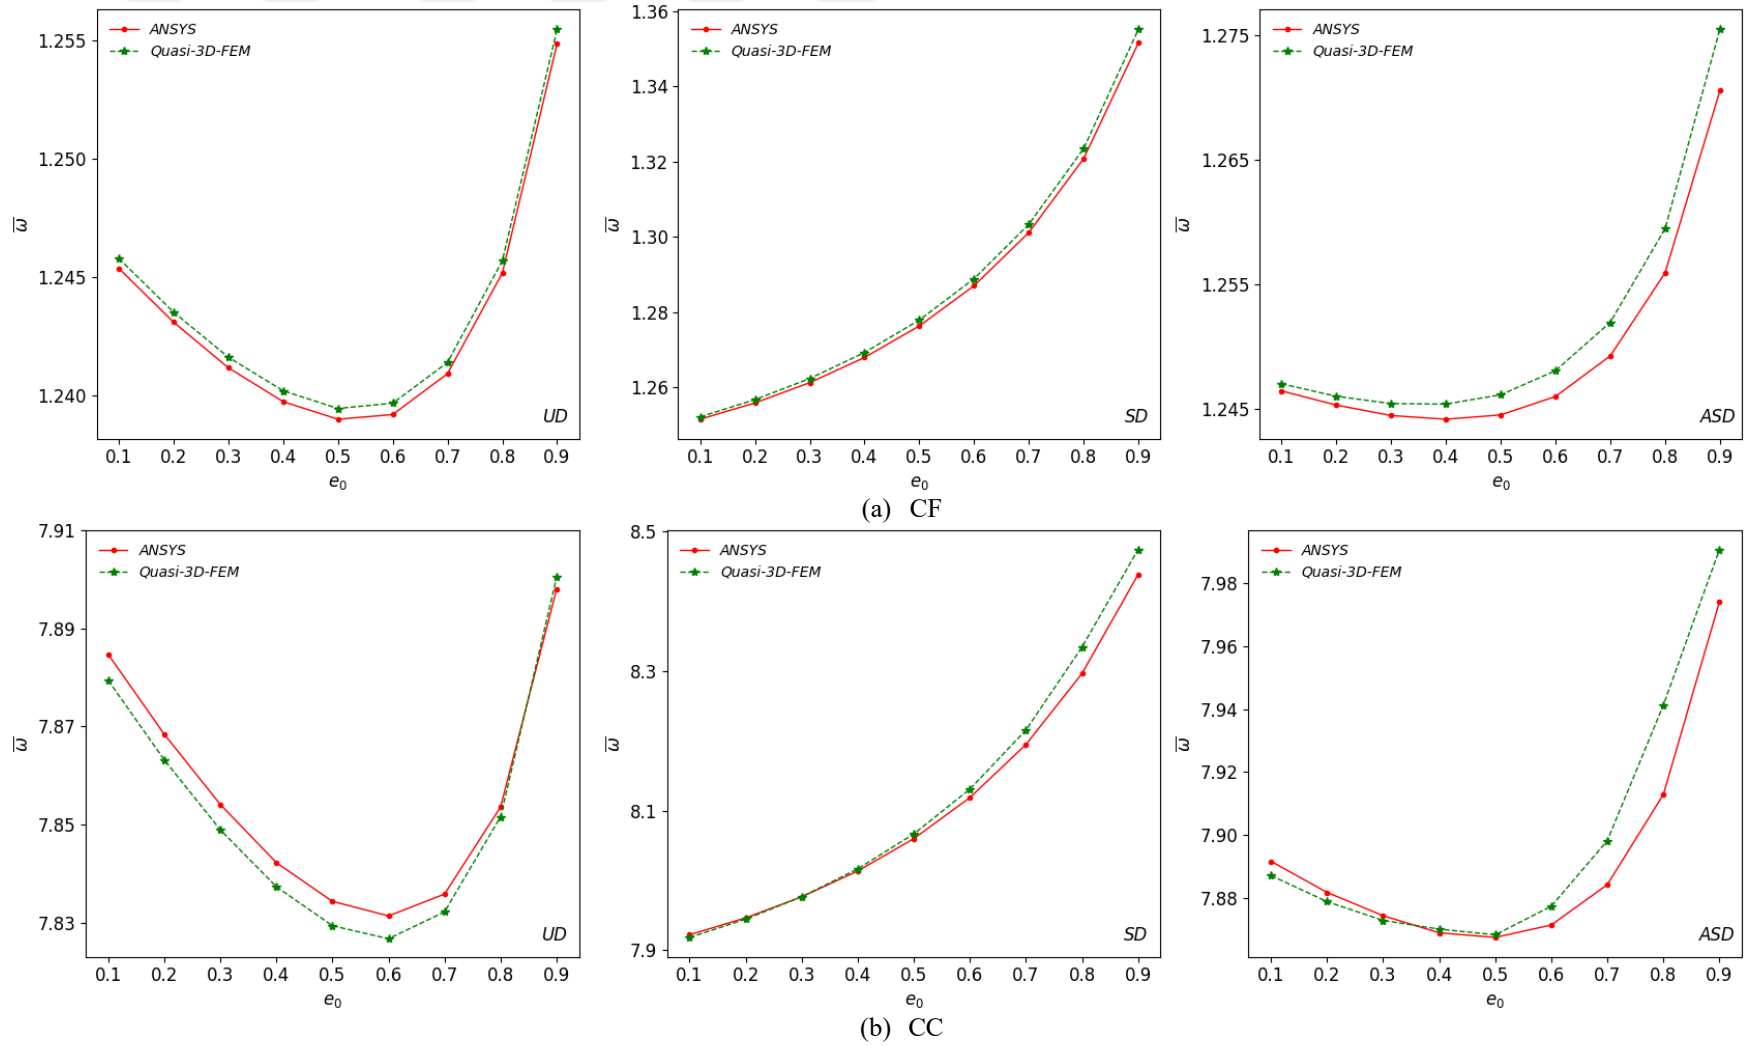 ANSYS
Quasi-3D-FEM
1.255
1.250
1.245
1.240
ω̅
UD
0.1 0.2 0.3 0.4 0.5 0.6 0.7 0.8 0.9
e₀
ANSYS
Quasi-3D-FEM
1.36
1.34
1.32
1.30
1.28
1.26
ω̅
SD
0.1 0.2 0.3 0.4 0.5 0.6 0.7 0.8 0.9
e₀
ANSYS
Quasi-3D-FEM
1.275
1.265
1.255
1.245
ω̅
ASD
0.1 0.2 0.3 0.4 0.5 0.6 0.7 0.8 0.9
e₀
(a) CF
ANSYS
Quasi-3D-FEM
7.91
7.89
7.87
7.85
7.83
ω̅
UD
0.1 0.2 0.3 0.4 0.5 0.6 0.7 0.8 0.9
e₀
ANSYS
Quasi-3D-FEM
8.5
8.3
8.1
7.9
ω̅
SD
0.1 0.2 0.3 0.4 0.5 0.6 0.7 0.8 0.9
e₀
ANSYS
Quasi-3D-FEM
7.98
7.96
7.94
7.92
7.90
7.88
ω̅
ASD
0.1 0.2 0.3 0.4 0.5 0.6 0.7 0.8 0.9
e₀
(b) CC